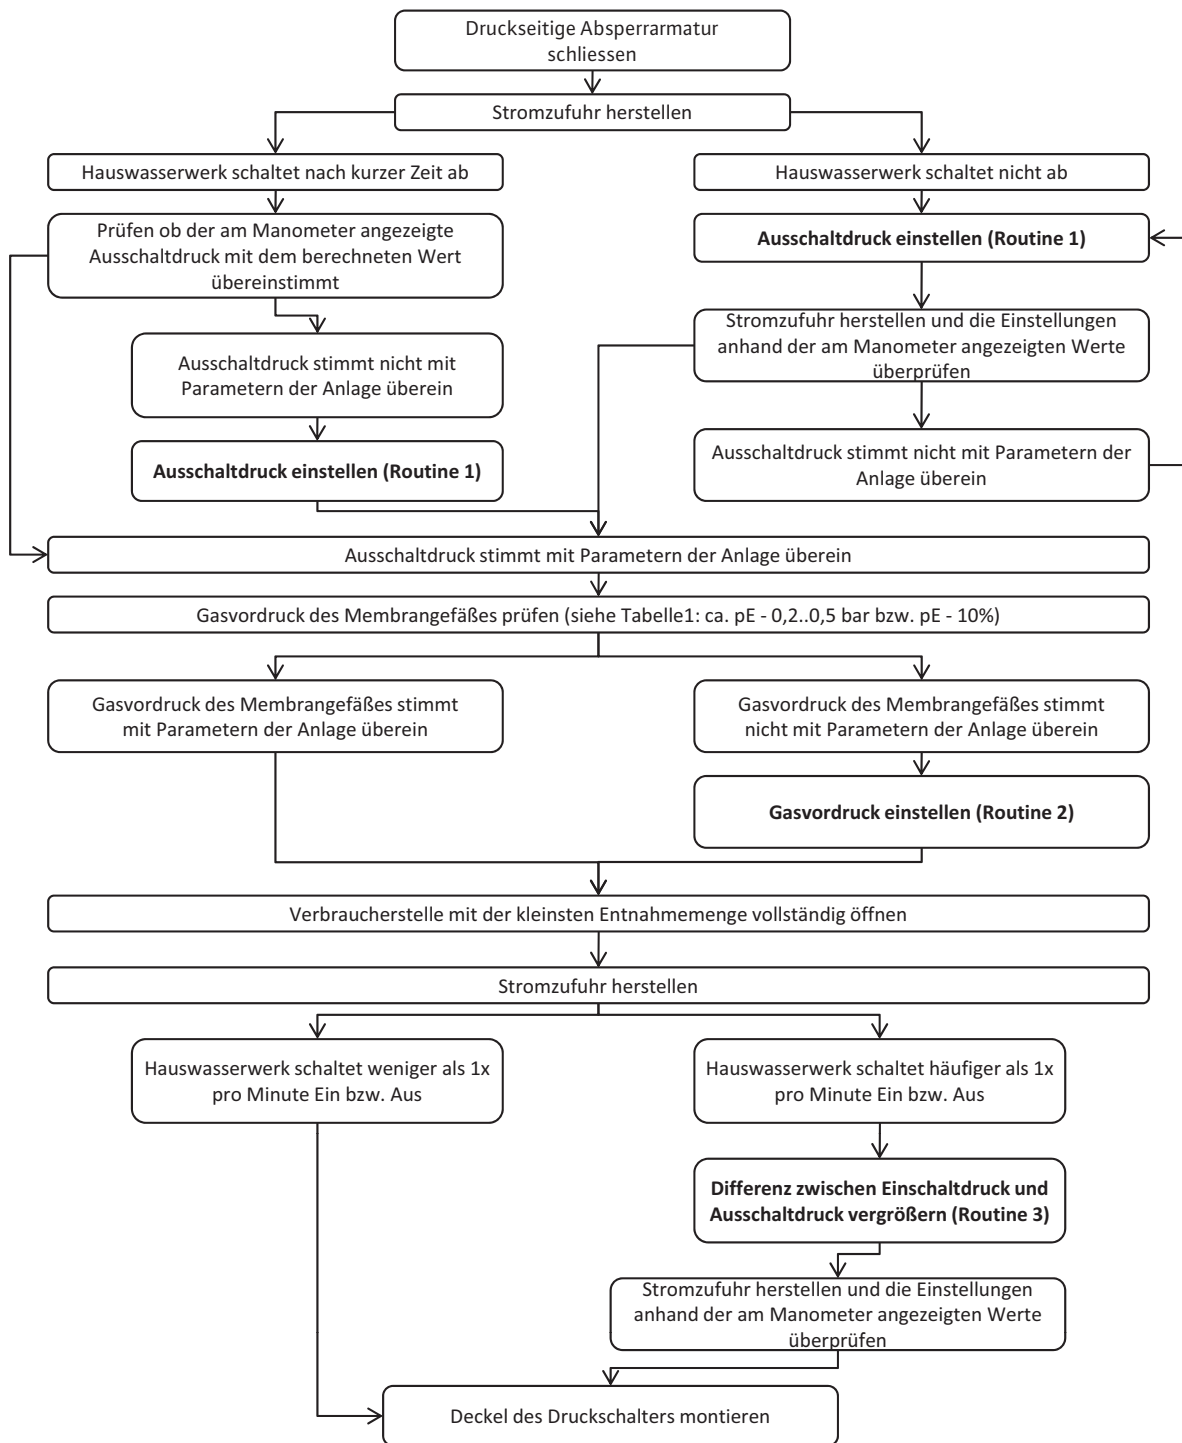 Druckseitige Absperrarmatur
schliessen
Stromzufuhr herstellen
Hauswasserwerk schaltet nach kurzer Zeit ab
Hauswasserwerk schaltet nicht ab
Prüfen ob der am Manometer angezeigte
Ausschaltdruck mit dem berechneten Wert
übereinstimmt
Ausschaltdruck einstellen (Routine 1)
Stromzufuhr herstellen und die Einstellungen
anhand der am Manometer angezeigten Werte
überprüfen
Ausschaltdruck stimmt nicht mit
Parametern der Anlage überein
Ausschaltdruck stimmt nicht mit Parametern der
Anlage überein
Ausschaltdruck einstellen (Routine 1)
Ausschaltdruck stimmt mit Parametern der Anlage überein
Gasvordruck des Membrangefäßes prüfen (siehe Tabelle1: ca. pE - 0,2..0,5 bar bzw. pE - 10%)
Gasvordruck des Membrangefäßes stimmt
mit Parametern der Anlage überein
Gasvordruck des Membrangefäßes stimmt
nicht mit Parametern der Anlage überein
Gasvordruck einstellen (Routine 2)
Verbraucherstelle mit der kleinsten Entnahmemenge vollständig öffnen
Stromzufuhr herstellen
Hauswasserwerk schaltet weniger als 1x
pro Minute Ein bzw. Aus
Hauswasserwerk schaltet häufiger als 1x
pro Minute Ein bzw. Aus
Differenz zwischen Einschaltdruck und
Ausschaltdruck vergrößern (Routine 3)
Stromzufuhr herstellen und die Einstellungen
anhand der am Manometer angezeigten Werte
überprüfen
Deckel des Druckschalters montieren